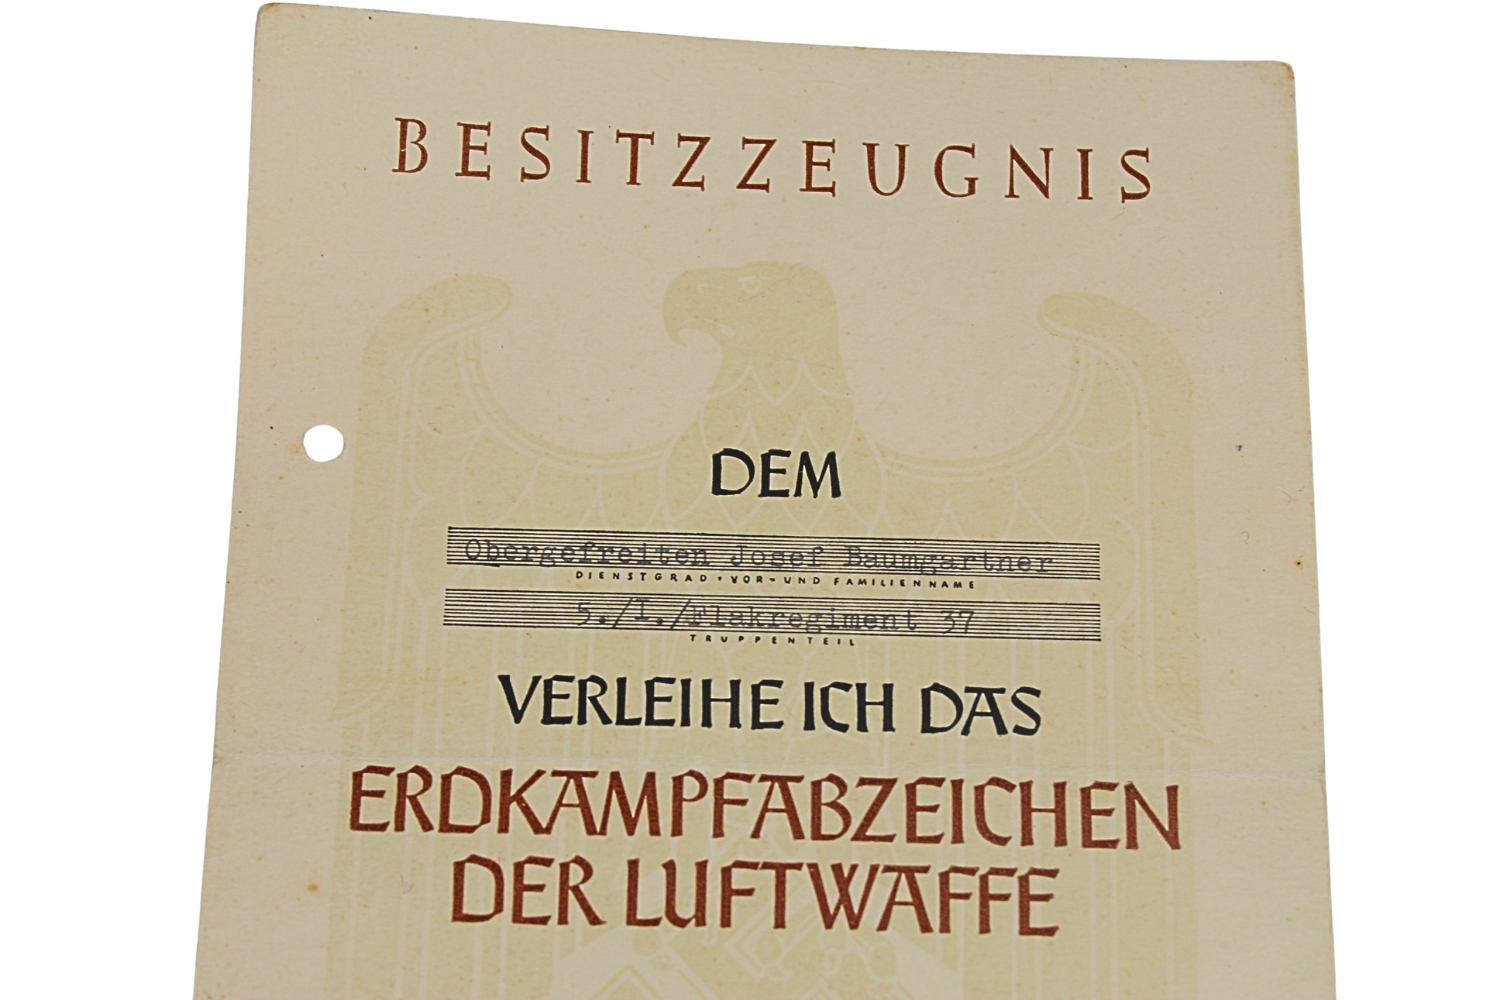 BESITZZEUGNIS
DEM
Obergefreiten Josef Baumgartner
DIENSTGRAD • VOR- UND FAMILIENNAME
5./I./Flakregiment 37
TRUPPENTEIL
VERLEIHE ICH DAS
ERDKAMPFABZEICHEN
DER LUFTWAFFE